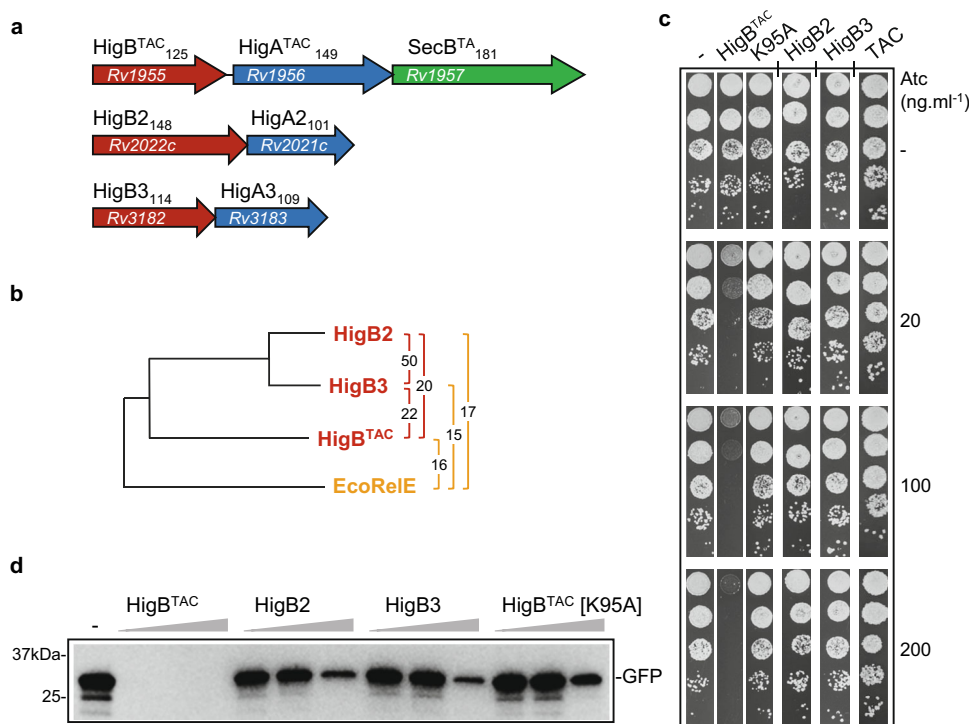 a
HigB^TAC_125 HigA^TAC_149 SecB^TA_181
Rv1955 Rv1956 Rv1957
HigB2_148 HigA2_101
Rv2022c Rv2021c
HigB3_114 HigA3_109
Rv3182 Rv3183
b
HigB2
HigB3
HigB^TAC
EcoRelE
50
20
22
17
15
16
c
- HigB^TAC K95A HigB2 HigB3 TAC
Atc
(ng.ml^-1)
-
20
100
200
d
- HigB^TAC HigB2 HigB3 HigB^TAC [K95A]
37kDa-
-GFP
25-